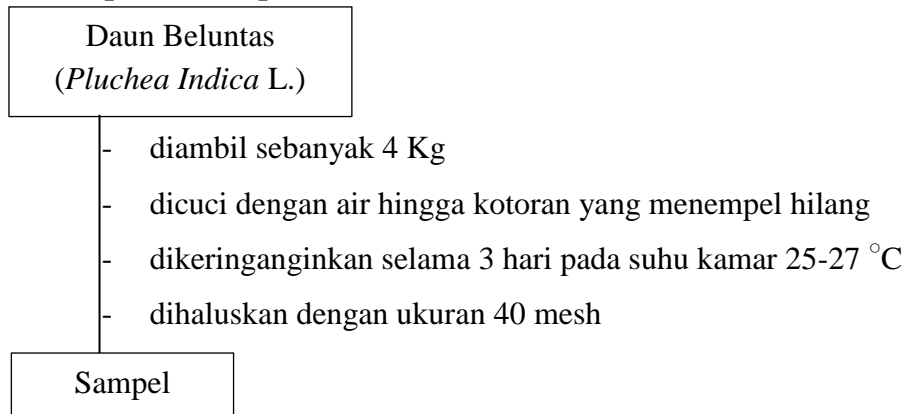 Daun Beluntas
(Pluchea Indica L.)
- diambil sebanyak 4 Kg
- dicuci dengan air hingga kotoran yang menempel hilang
- dikeringanginkan selama 3 hari pada suhu kamar 25-27 °C
- dihaluskan dengan ukuran 40 mesh
Sampel